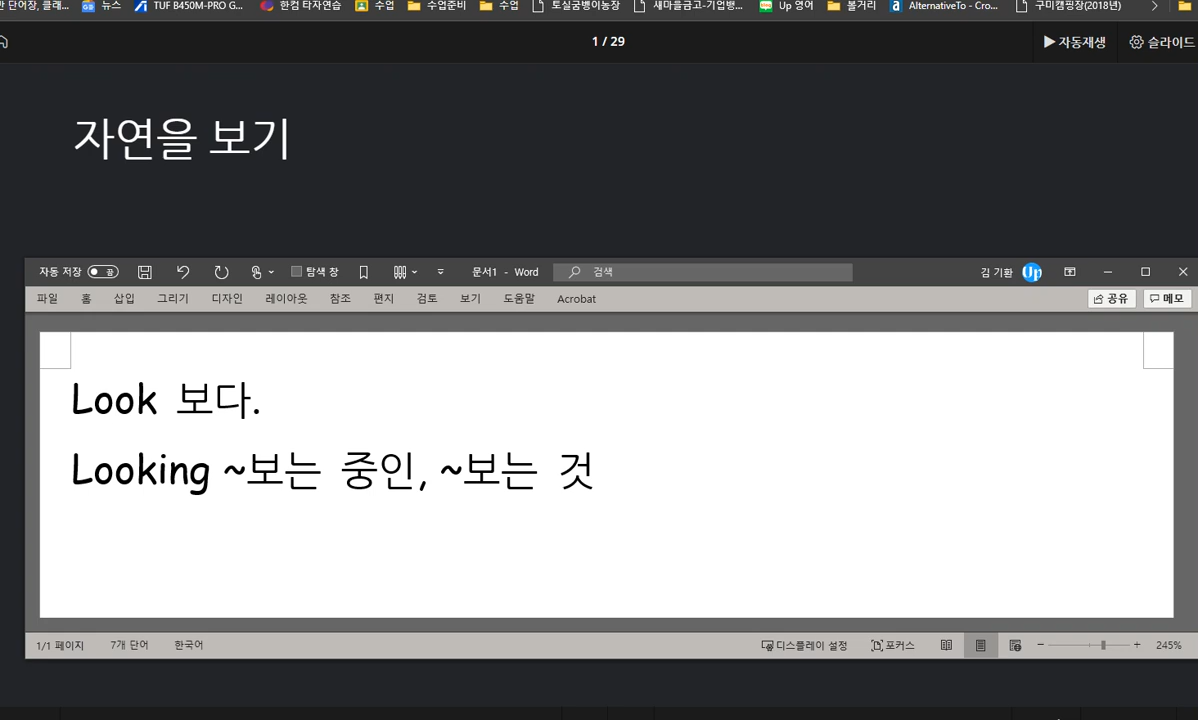 한 단어장, 클래... 뉴스 TUF B450M-PRO G... 한컴 타자연습 수업 수업준비 수업 토실굼벵이농장 새마을금고-기업뱅... Up 영어 볼거리 AlternativeTo - Cro... 구미캠핑장(2018년)
1 / 29 자동재생 슬라이드
자연을 보기
자동 저장 끔 탐색 창 문서1 - Word 검색 김 기환 Up
파일 홈 삽입 그리기 디자인 레이아웃 참조 편지 검토 보기 도움말 Acrobat 공유 메모
Look 보다.
Looking ~보는 중인, ~보는 것
1/1 페이지 7개 단어 한국어 디스플레이 설정 포커스 245%